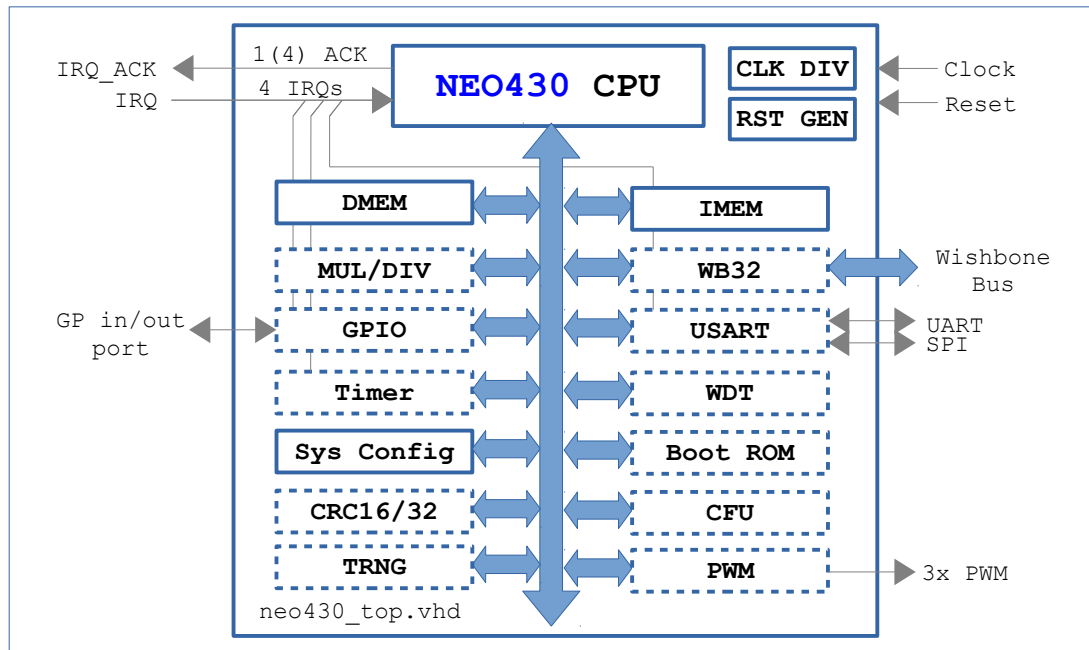 1(4) ACK
IRQ_ACK
IRQ
4 IRQs
NEO430 CPU
CLK DIV
RST GEN
Clock
Reset
DMEM
IMEM
MUL/DIV
WB32
Wishbone
Bus
GP in/out
port
GPIO
USART
UART
SPI
Timer
WDT
Sys Config
Boot ROM
CRC16/32
CFU
TRNG
PWM
3x PWM
neo430_top.vhd